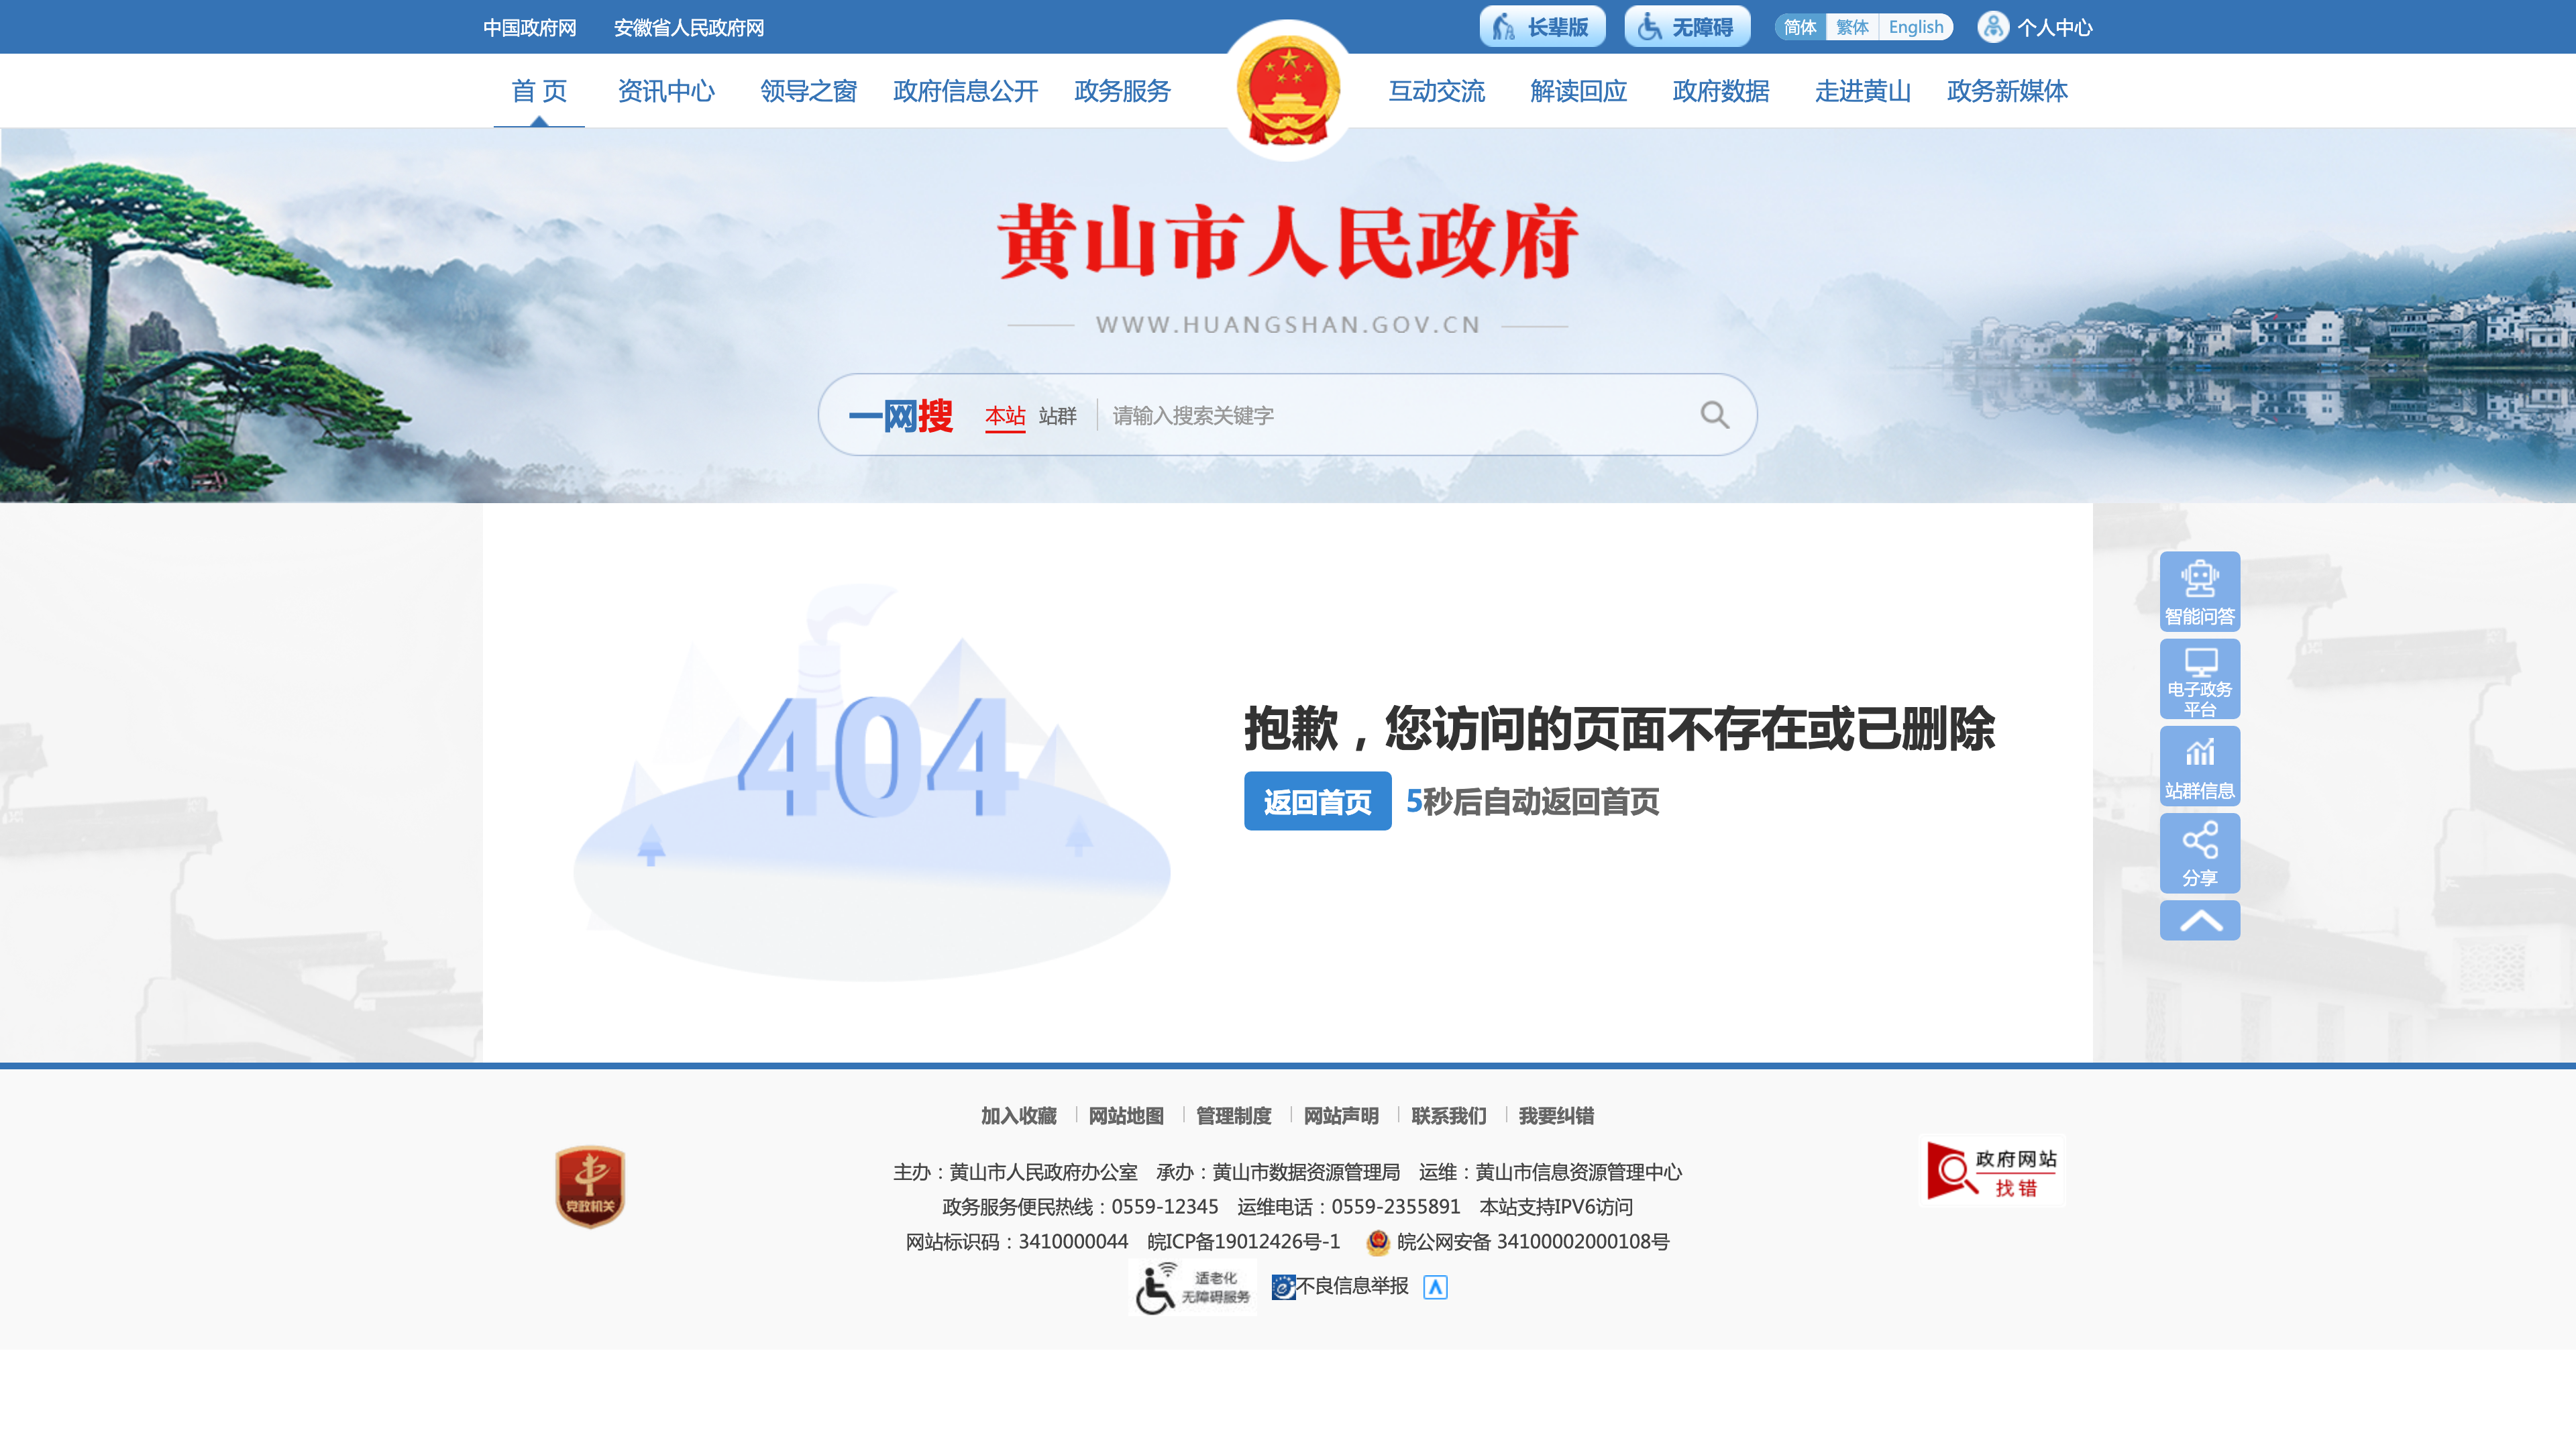 中国政府网 安徽省人民政府网 长辈版 无障碍 简体 繁体 English 个人中心
首 页 资讯中心 领导之窗 政府信息公开 政务服务 互动交流 解读回应 政府数据 走进黄山 政务新媒体
黄山市人民政府
WWW.HUANGSHAN.GOV.CN
一网搜 本站 站群 请输入搜索关键字
智能问答
电子政务
平台
站群信息
分享
404
抱歉，您访问的页面不存在或已删除
返回首页 5秒后自动返回首页
加入收藏 网站地图 管理制度 网站声明 联系我们 我要纠错
党政机关
主办：黄山市人民政府办公室 承办：黄山市数据资源管理局 运维：黄山市信息资源管理中心
政务服务便民热线：0559-12345 运维电话：0559-2355891 本站支持IPV6访问
网站标识码：3410000044 皖ICP备19012426号-1 皖公网安备 34100002000108号
适老化
无障碍服务
不良信息举报
政府网站
找错